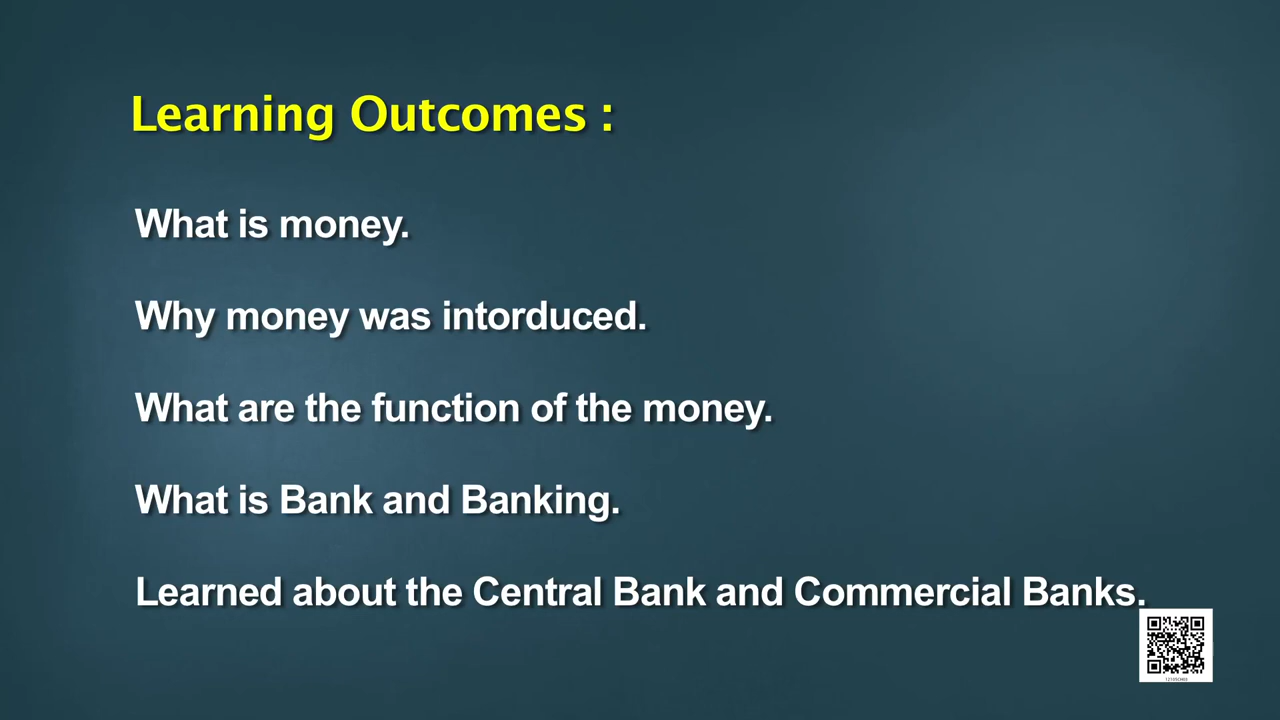 Learning Outcomes :
What is money.
Why money was intorduced.
What are the function of the money.
What is Bank and Banking.
Learned about the Central Bank and Commercial Banks.
12105CH03